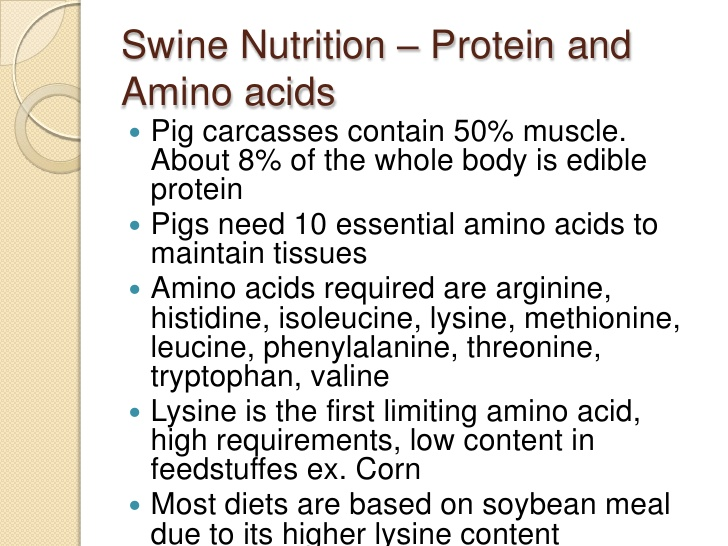 Swine Nutrition – Protein and
Amino acids
• Pig carcasses contain 50% muscle.
About 8% of the whole body is edible
protein
• Pigs need 10 essential amino acids to
maintain tissues
• Amino acids required are arginine,
histidine, isoleucine, lysine, methionine,
leucine, phenylalanine, threonine,
tryptophan, valine
• Lysine is the first limiting amino acid,
high requirements, low content in
feedstuffes ex. Corn
• Most diets are based on soybean meal
due to its higher lysine content